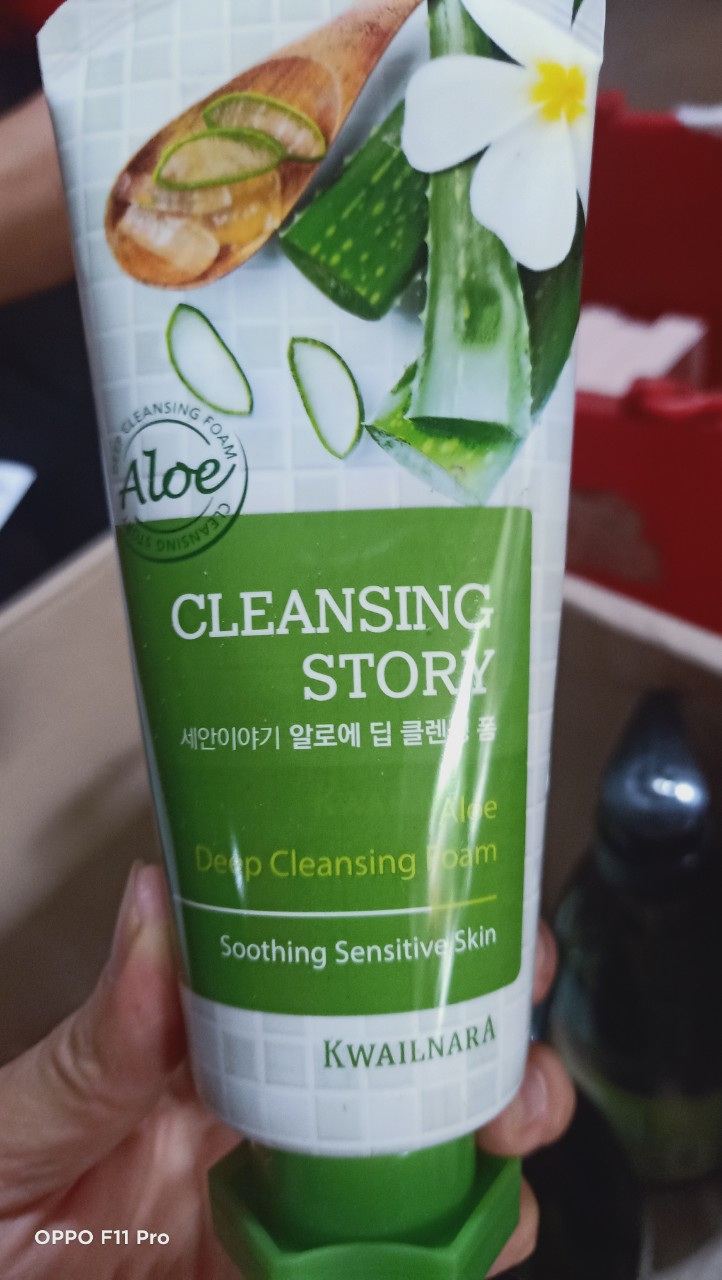 DEEP CLEANSING FOAM
Aloe
CLEANSING STORY
CLEANSING
STORY
세안이야기 알로에 딥 클렌징 폼
Aloe
Deep Cleansing Foam
Soothing Sensitive Skin
KWAILNARA
OPPO F11 Pro